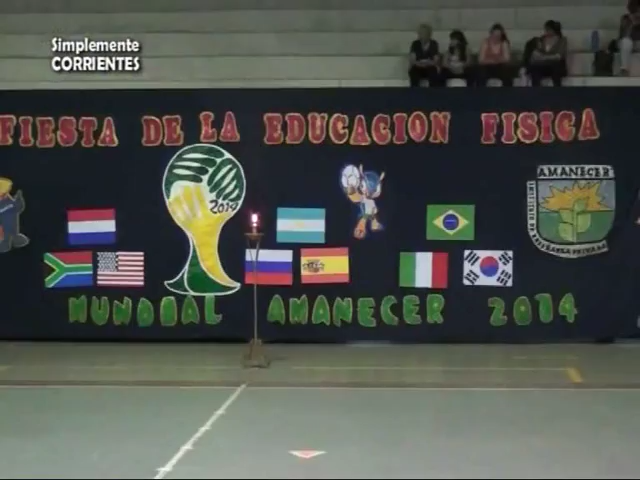 Simplemente
CORRIENTES
FIESTA DE LA EDUCACION FISICA
2014
AMANECER
MUNDIAL AMANECER 2014